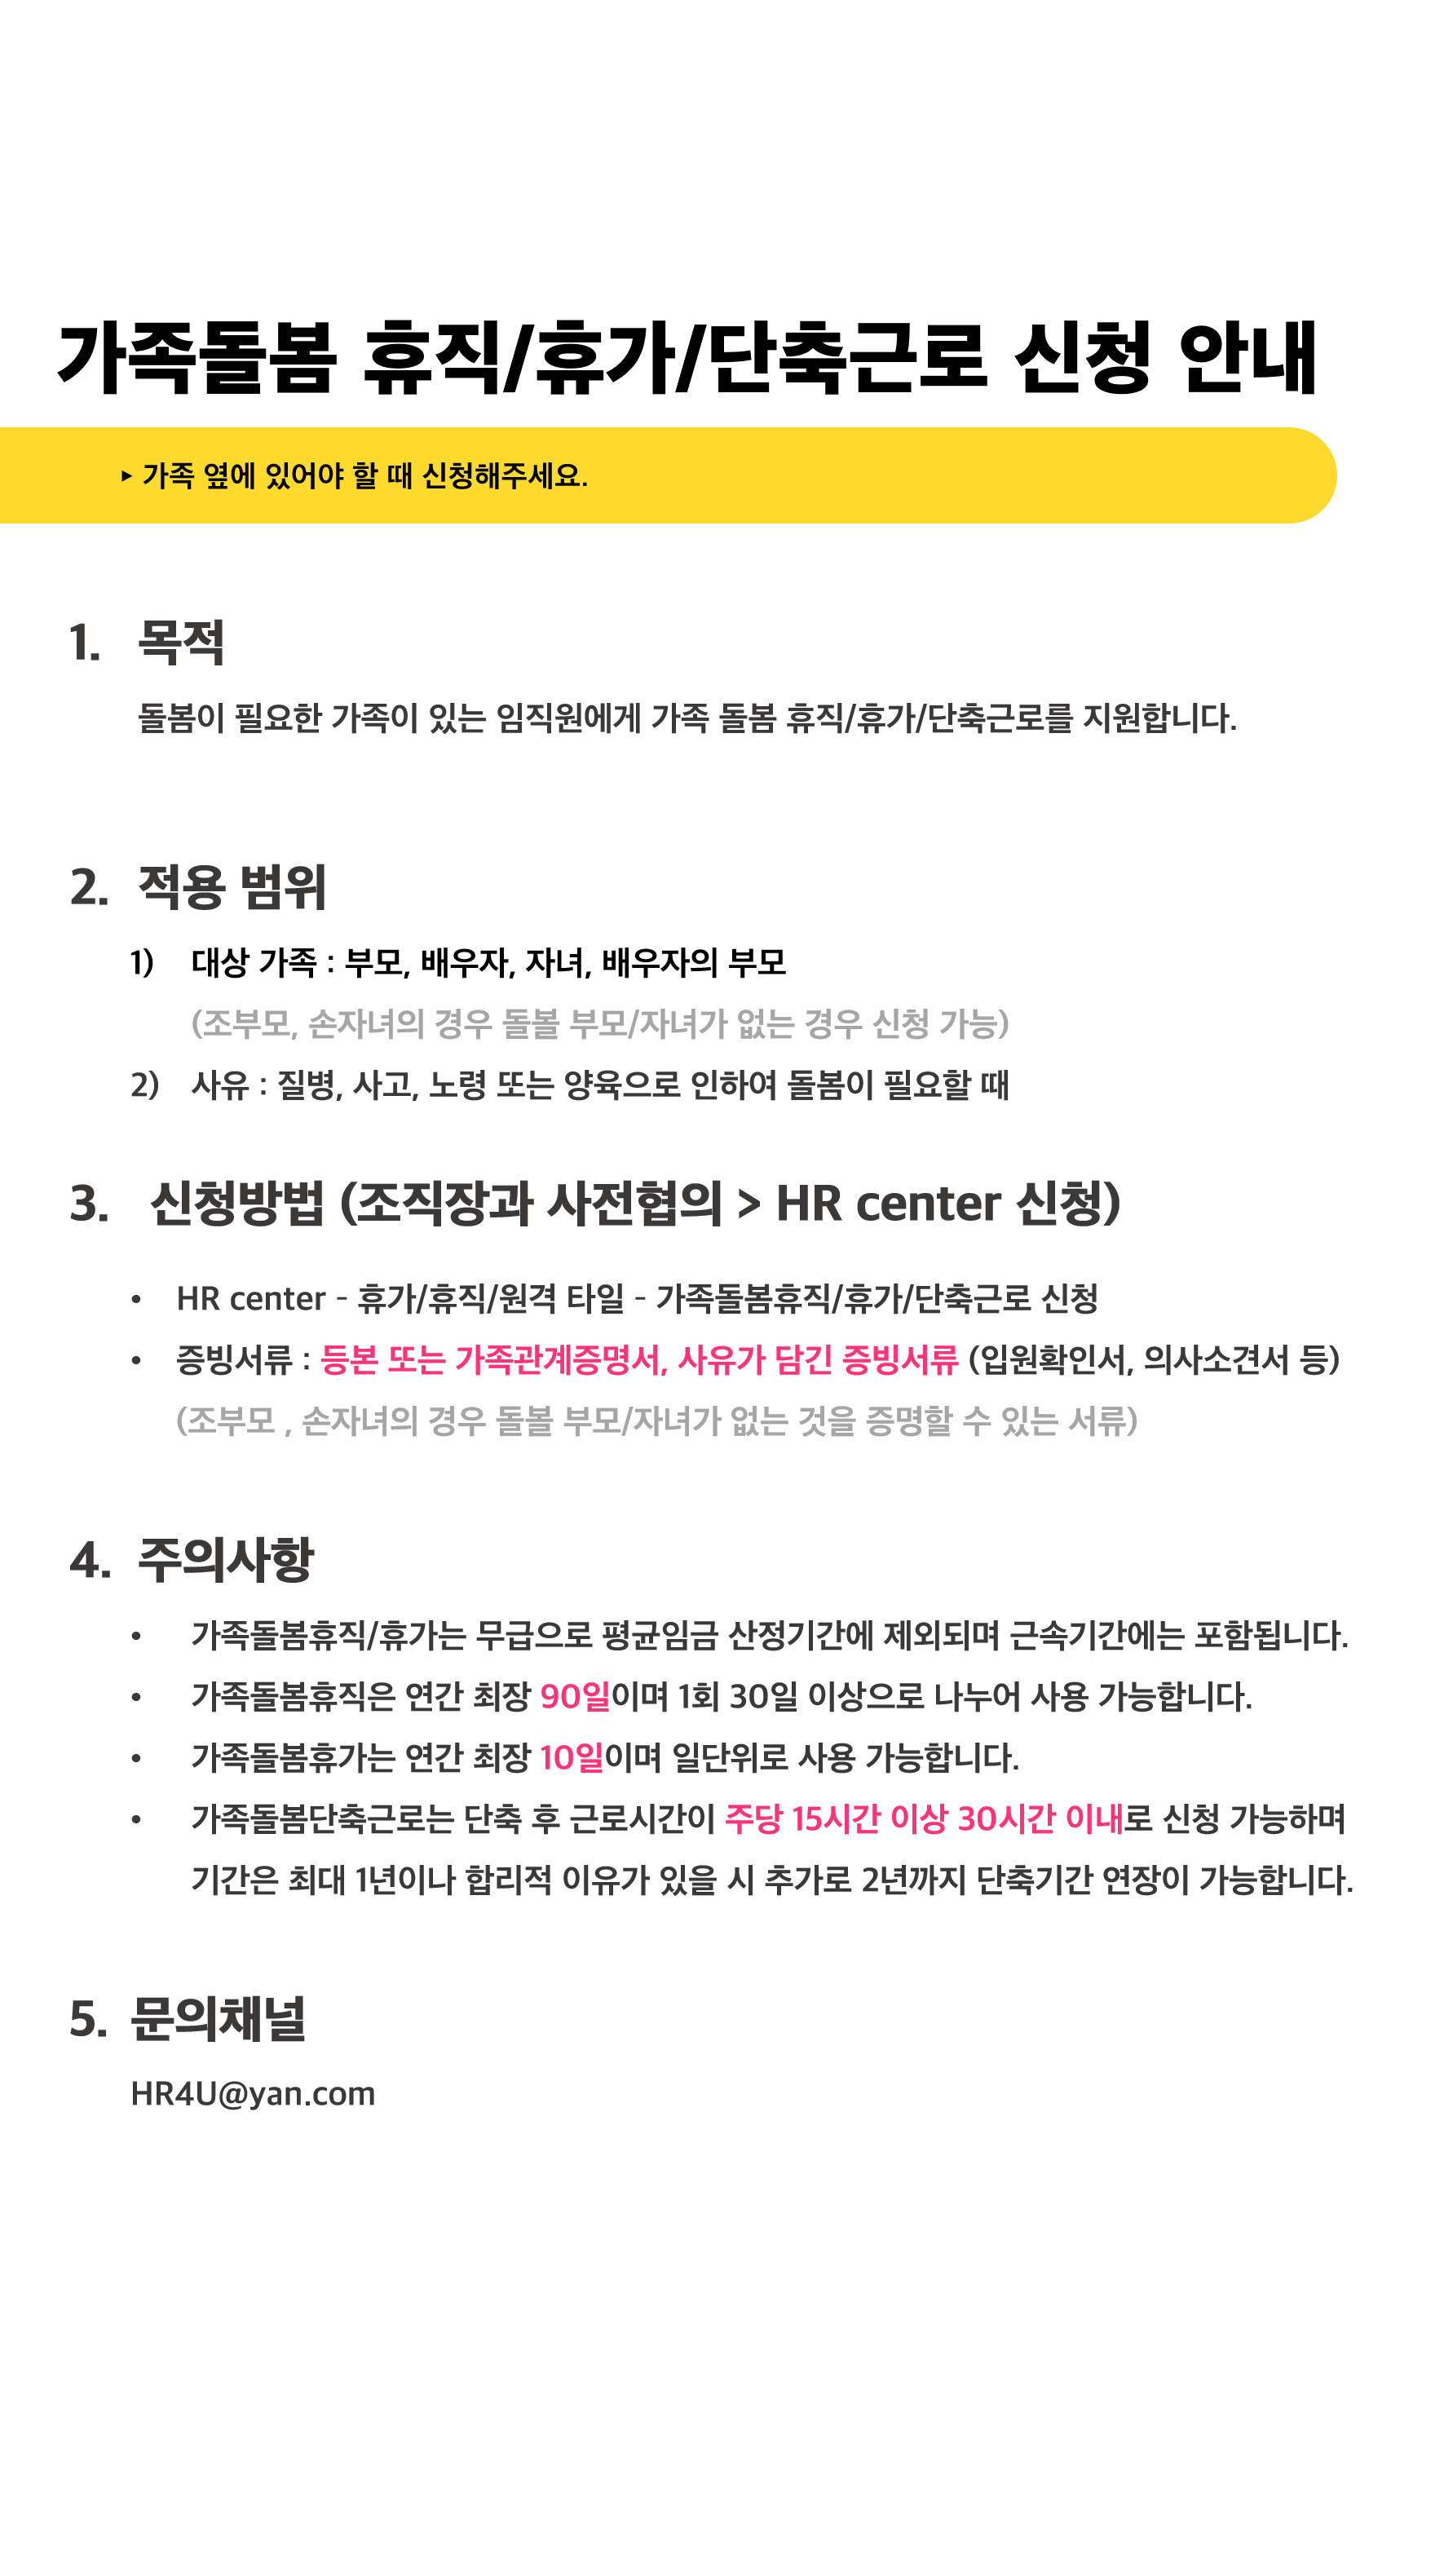 가족돌봄 휴직/휴가/단축근로 신청 안내
▸ 가족 옆에 있어야 할 때 신청해주세요.
1. 목적
돌봄이 필요한 가족이 있는 임직원에게 가족 돌봄 휴직/휴가/단축근로를 지원합니다.
2. 적용 범위
1) 대상 가족 : 부모, 배우자, 자녀, 배우자의 부모
(조부모, 손자녀의 경우 돌볼 부모/자녀가 없는 경우 신청 가능)
2) 사유 : 질병, 사고, 노령 또는 양육으로 인하여 돌봄이 필요할 때
3. 신청방법 (조직장과 사전협의 > HR center 신청)
• HR center - 휴가/휴직/원격 타일 - 가족돌봄휴직/휴가/단축근로 신청
• 증빙서류 : 등본 또는 가족관계증명서, 사유가 담긴 증빙서류 (입원확인서, 의사소견서 등)
(조부모 , 손자녀의 경우 돌볼 부모/자녀가 없는 것을 증명할 수 있는 서류)
4. 주의사항
• 가족돌봄휴직/휴가는 무급으로 평균임금 산정기간에 제외되며 근속기간에는 포함됩니다.
• 가족돌봄휴직은 연간 최장 90일이며 1회 30일 이상으로 나누어 사용 가능합니다.
• 가족돌봄휴가는 연간 최장 10일이며 일단위로 사용 가능합니다.
• 가족돌봄단축근로는 단축 후 근로시간이 주당 15시간 이상 30시간 이내로 신청 가능하며
기간은 최대 1년이나 합리적 이유가 있을 시 추가로 2년까지 단축기간 연장이 가능합니다.
5. 문의채널
HR4U@yan.com